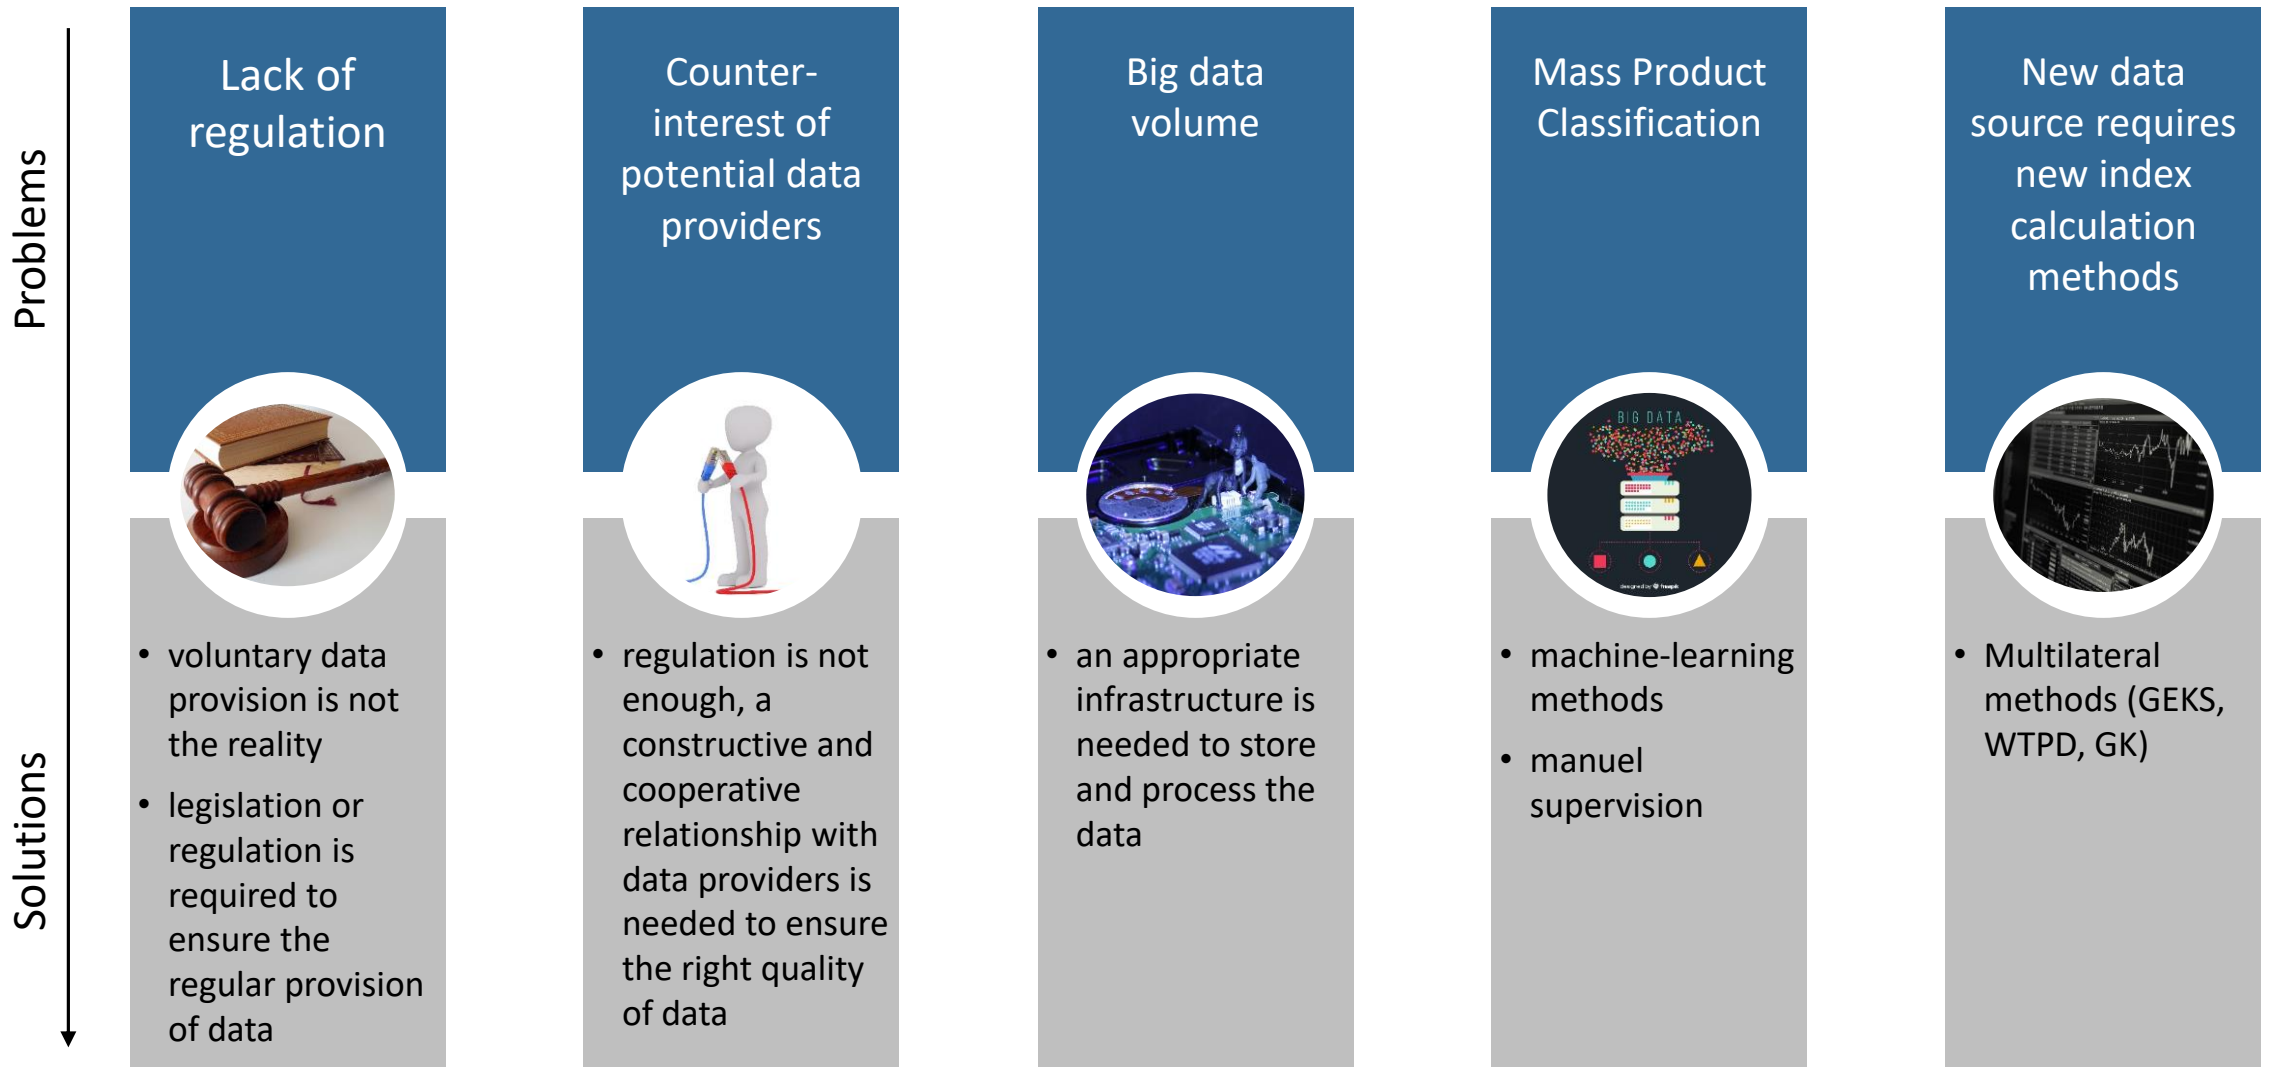 Problems
Solutions
Lack of
regulation
• voluntary data
provision is not
the reality
• legislation or
regulation is
required to
ensure the
regular provision
of data
Counter-
interest of
potential data
providers
• regulation is not
enough, a
constructive and
cooperative
relationship with
data providers is
needed to ensure
the right quality
of data
Big data
volume
• an appropriate
infrastructure is
needed to store
and process the
data
Mass Product
Classification
BIG DATA
designed by freepik
• machine-learning
methods
• manuel
supervision
New data
source requires
new index
calculation
methods
• Multilateral
methods (GEKS,
WTPD, GK)